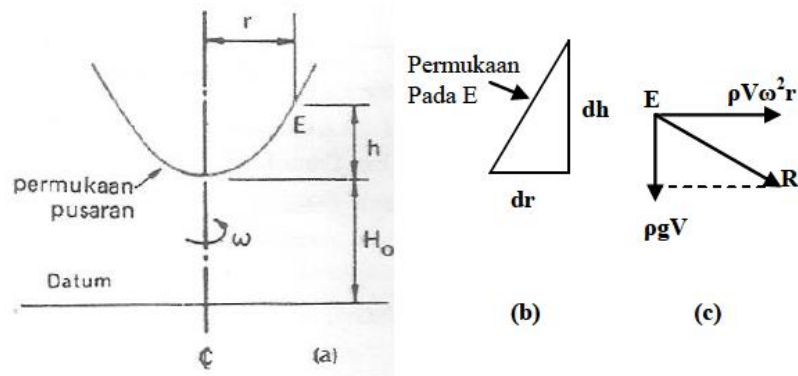 r
E
h
permukaan
pusaran
ω
H₀
Datum
℄
(a)
Permukaan
Pada E
dh
dr
(b)
E
ρVω²r
R
ρgV
(c)